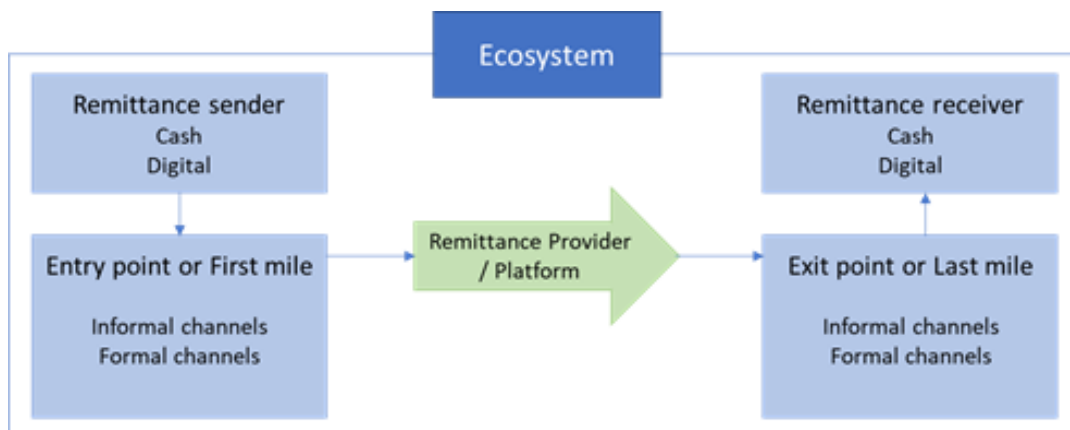 Ecosystem
Remittance sender
Cash
Digital
Remittance receiver
Cash
Digital
Entry point or First mile
Informal channels
Formal channels
Remittance Provider
/ Platform
Exit point or Last mile
Informal channels
Formal channels